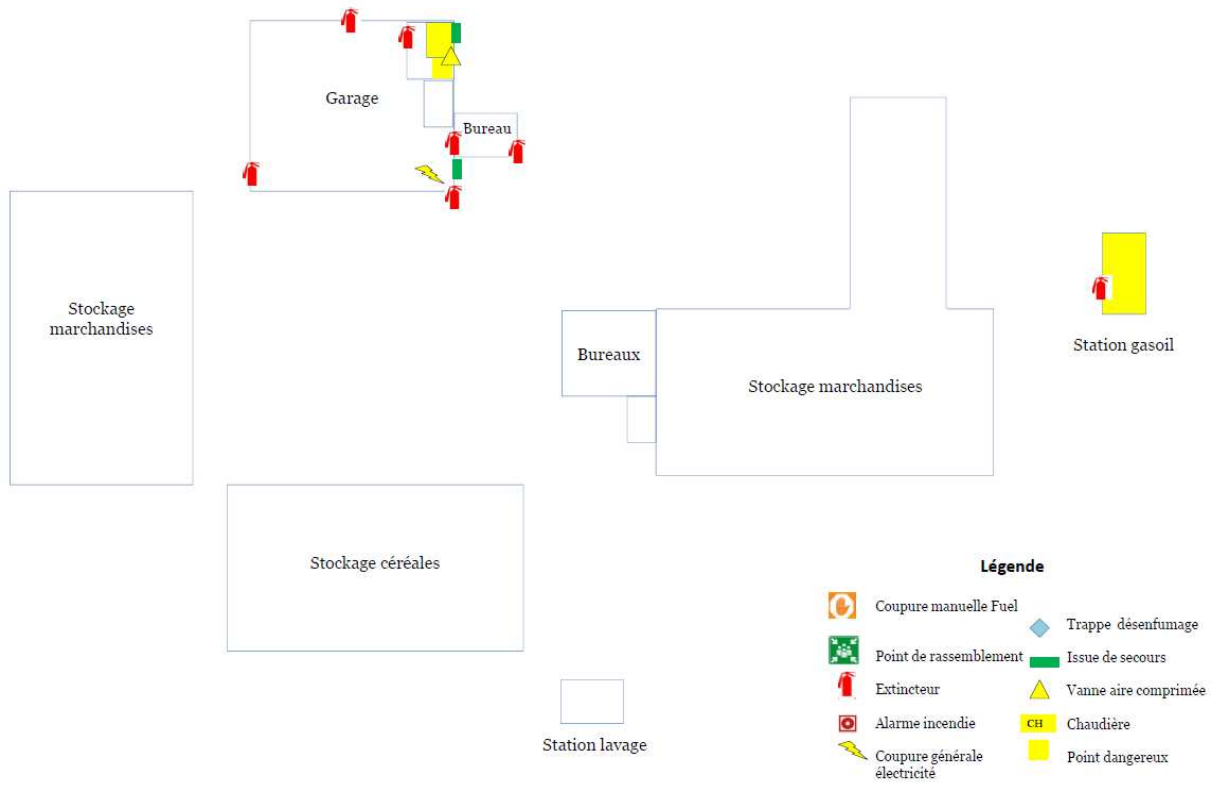 Garage
Bureau
Stockage
marchandises
Bureaux
Stockage marchandises
Station gasoil
Stockage céréales
Station lavage
Légende
Coupure manuelle Fuel
Point de rassemblement
Extincteur
Alarme incendie
Coupure générale
électricité
Trappe désenfumage
Issue de secours
Vanne aire comprimée
CH
Chaudière
Point dangereux